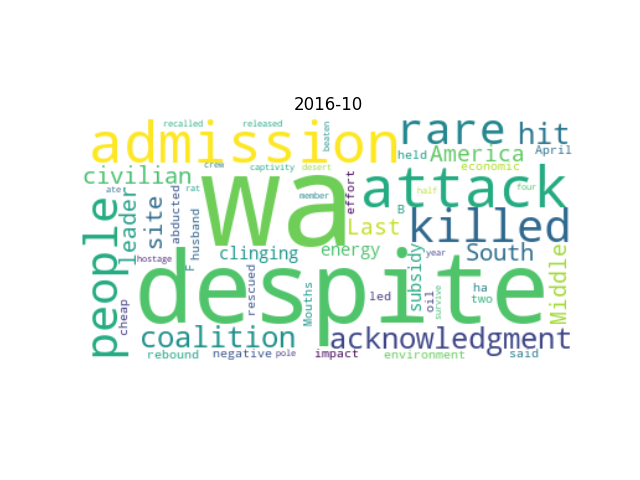 2016-10
recalled released
admission beaten rare hit
held America April
civilian crew captivity desert economic
ate rat wa member effort attack half four
people leader site abducted husband Last B killed
hostage F clinging energy South year
despite rescued Mouths led subsidy oil survive ha two Middle
cheap
coalition acknowledgment
rebound negative pole impact environment said